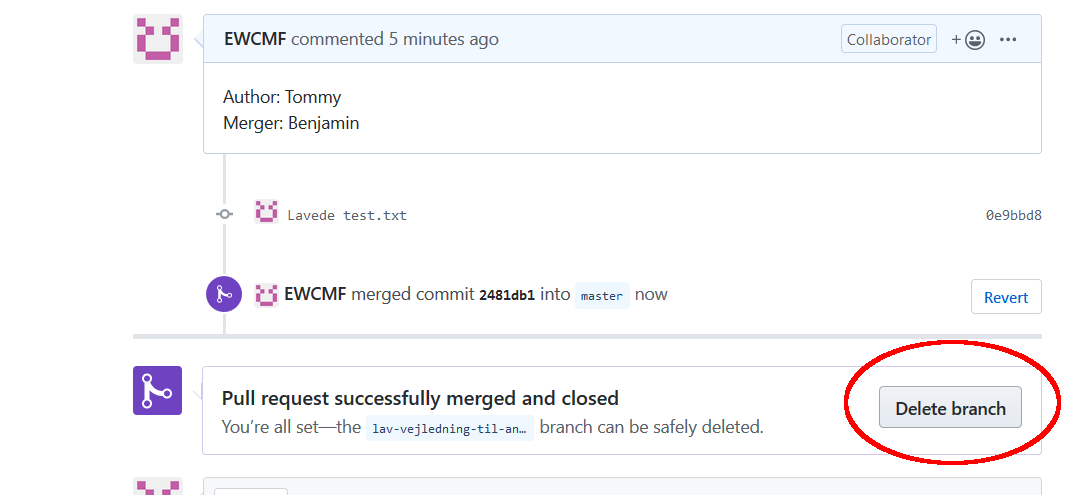 EWCMF commented 5 minutes ago Collaborator + ...
Author: Tommy
Merger: Benjamin
Lavede test.txt 0e9bbd8
EWCMF merged commit 2481db1 into master now Revert
Pull request successfully merged and closed
You’re all set—the lav-vejledning-til-an… branch can be safely deleted. Delete branch